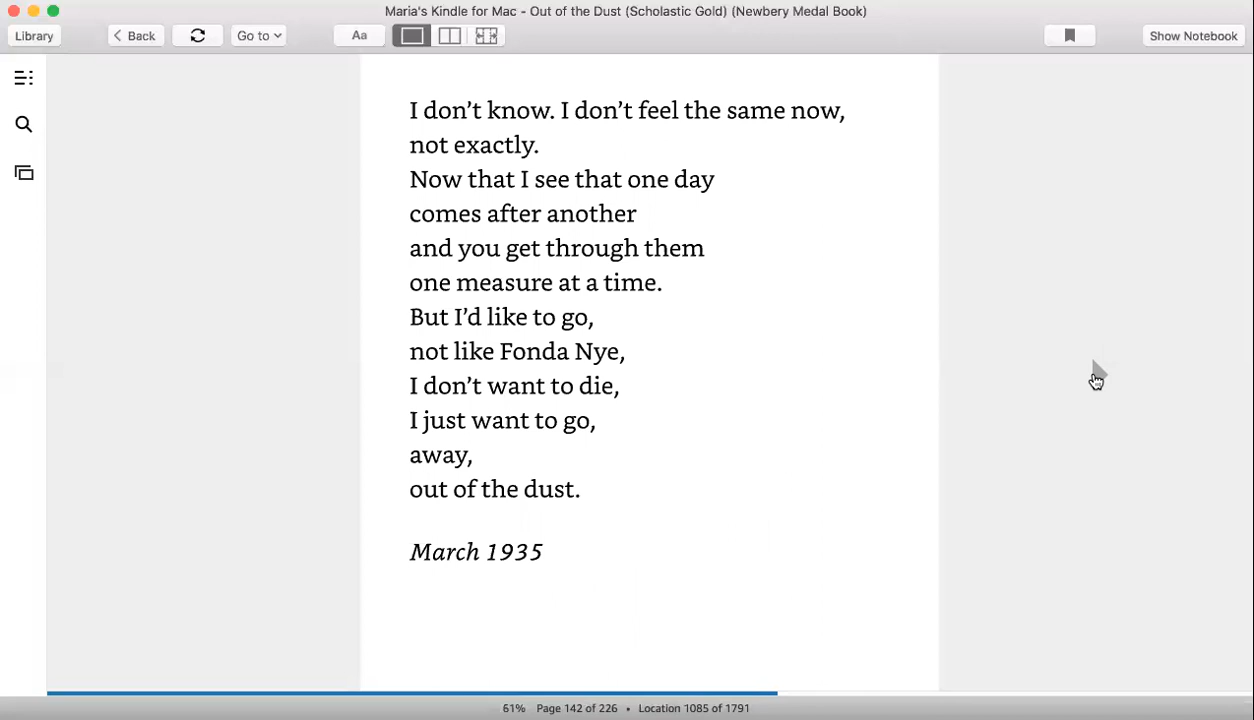 Maria's Kindle for Mac - Out of the Dust (Scholastic Gold) (Newbery Medal Book)
Library Back Go to Aa Show Notebook
I don't know. I don't feel the same now,
not exactly.
Now that I see that one day
comes after another
and you get through them
one measure at a time.
But I'd like to go,
not like Fonda Nye,
I don't want to die,
I just want to go,
away,
out of the dust.
March 1935
61% Page 142 of 226 • Location 1085 of 1791